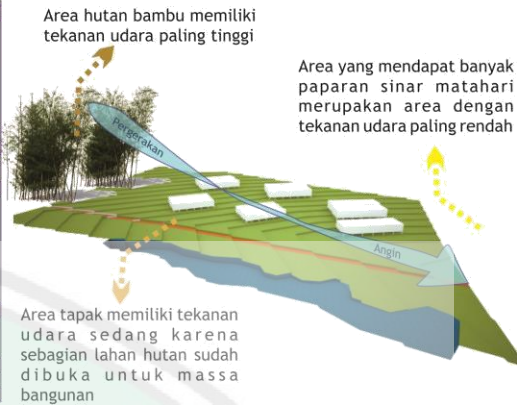 Area hutan bambu memiliki
tekanan udara paling tinggi
Area yang mendapat banyak
paparan sinar matahari
merupakan area dengan
tekanan udara paling rendah
Pergerakan
Angin
Area tapak memiliki tekanan
udara sedang karena
sebagian lahan hutan sudah
dibuka untuk massa
bangunan